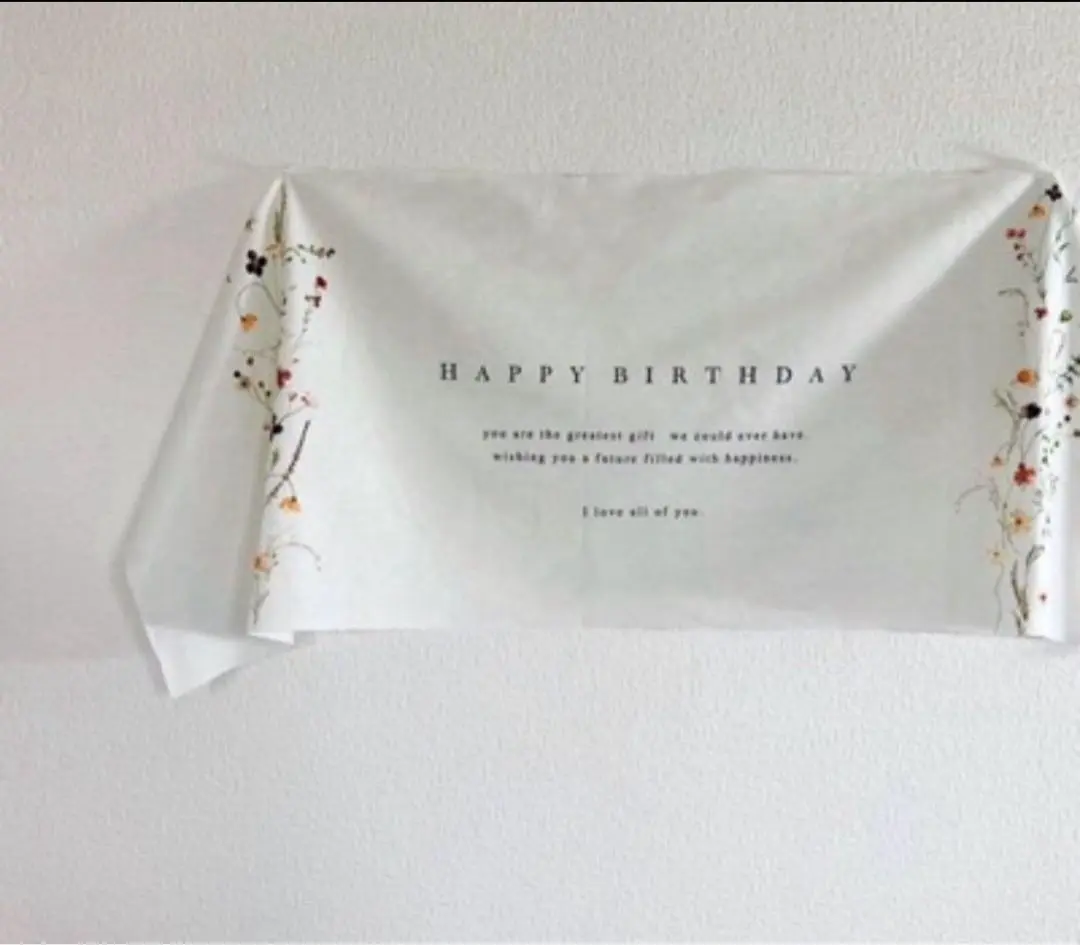 HAPPY BIRTHDAY
you are the greatest gift we could ever have.
wishing you a future filled with happiness.
I love all of you.